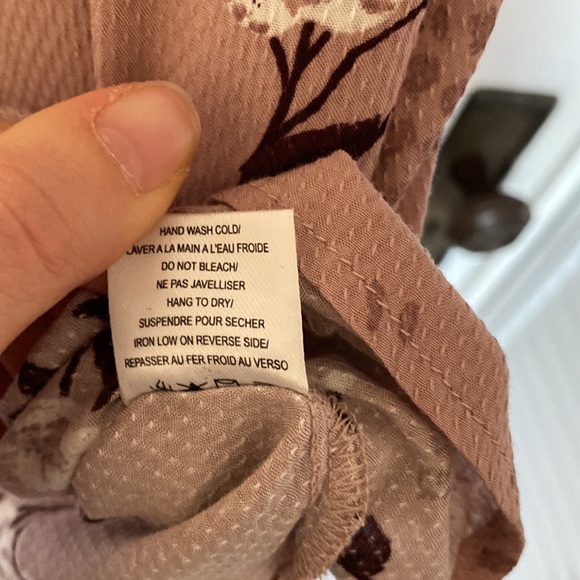 HAND WASH COLD/
LAVER A LA MAIN A L'EAU FROIDE
DO NOT BLEACH/
NE PAS JAVELLISER
HANG TO DRY/
SUSPENDRE POUR SECHER
IRON LOW ON REVERSE SIDE/
REPASSER AU FER FROID AU VERSO